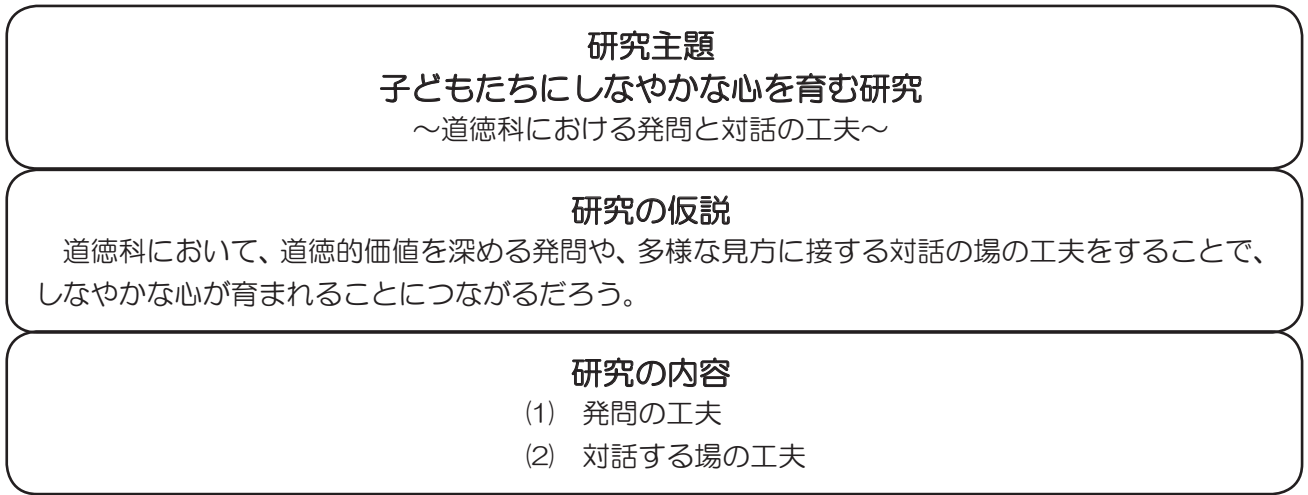 研究主題
子どもたちにしなやかな心を育む研究
～道徳科における発問と対話の工夫～
研究の仮説
道徳科において、道徳的価値を深める発問や、多様な見方に接する対話の場の工夫をすることで、
しなやかな心が育まれることにつながるだろう。
研究の内容
⑴　発問の工夫
⑵　対話する場の工夫